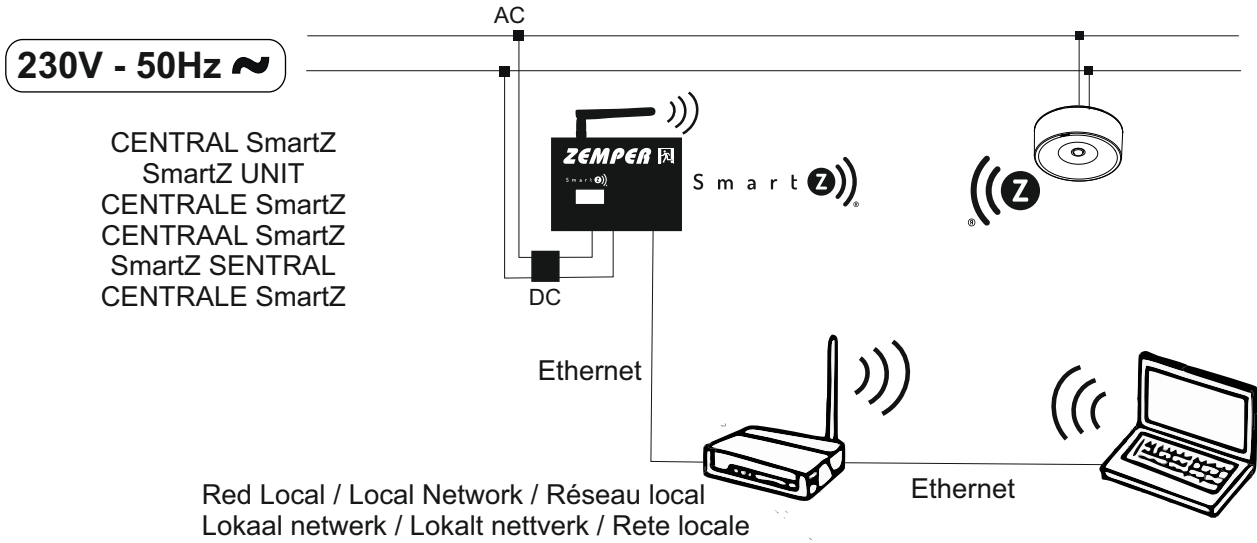 AC
230V - 50Hz ~
CENTRAL SmartZ
SmartZ UNIT
CENTRALE SmartZ
CENTRAAL SmartZ
SmartZ SENTRAL
CENTRALE SmartZ
ZEMPER
Smart Z
Smart Z ®
® Z
DC
Ethernet
Ethernet
Red Local / Local Network / Réseau local
Lokaal netwerk / Lokalt nettverk / Rete locale